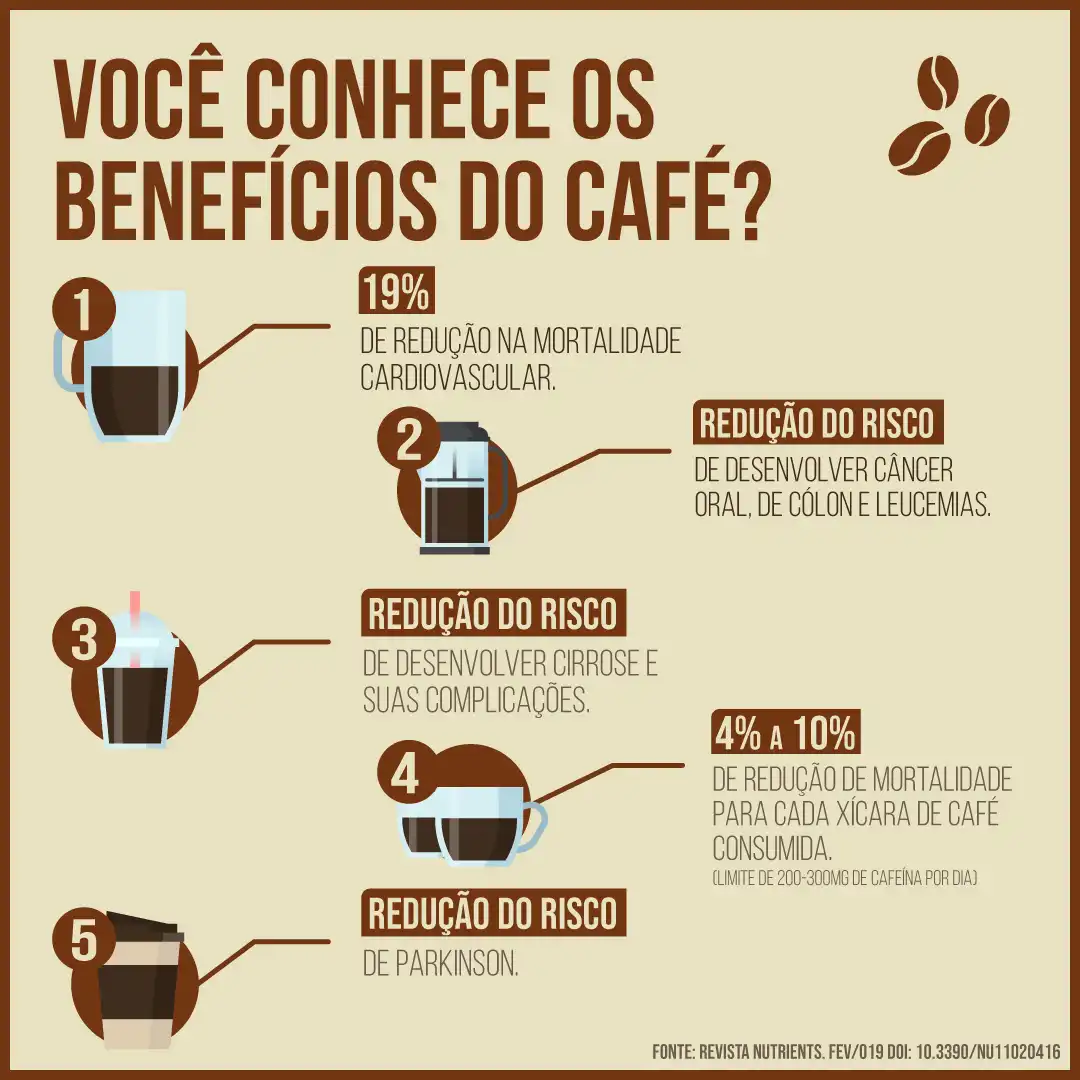 VOCÊ CONHECE OS
BENEFÍCIOS DO CAFÉ?
1
19%
DE REDUÇÃO NA MORTALIDADE
CARDIOVASCULAR.
2
REDUÇÃO DO RISCO
DE DESENVOLVER CÂNCER
ORAL, DE CÓLON E LEUCEMIAS.
3
REDUÇÃO DO RISCO
DE DESENVOLVER CIRROSE E
SUAS COMPLICAÇÕES.
4
4% A 10%
DE REDUÇÃO DE MORTALIDADE
PARA CADA XÍCARA DE CAFÉ
CONSUMIDA.
(LIMITE DE 200-300MG DE CAFEÍNA POR DIA)
5
REDUÇÃO DO RISCO
DE PARKINSON.
FONTE: REVISTA NUTRIENTS. FEV/019 DOI: 10.3390/NU11020416